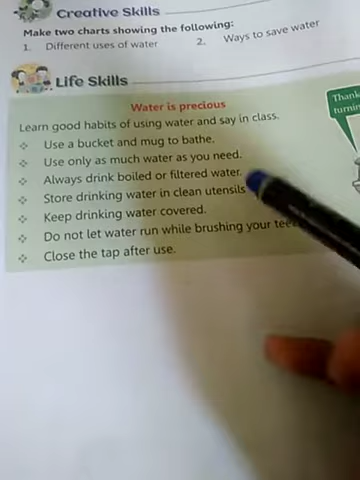 Creative Skills
Make two charts showing the following:
1. Different uses of water 2. Ways to save water
Life Skills
Water is precious
Learn good habits of using water and say in class.
Use a bucket and mug to bathe.
Use only as much water as you need.
Always drink boiled or filtered water.
Store drinking water in clean utensils
Keep drinking water covered.
Do not let water run while brushing your
Close the tap after use.
Thank